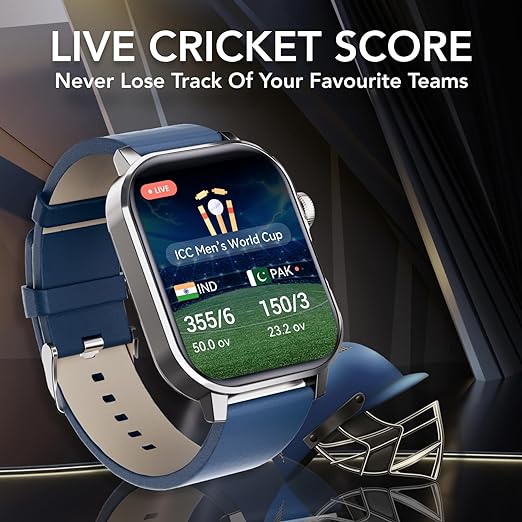 LIVE CRICKET SCORE
Never Lose Track Of Your Favourite Teams
LIVE
ICC Men's World Cup
IND PAK
355/6 150/3
50.0 ov 23.2 ov